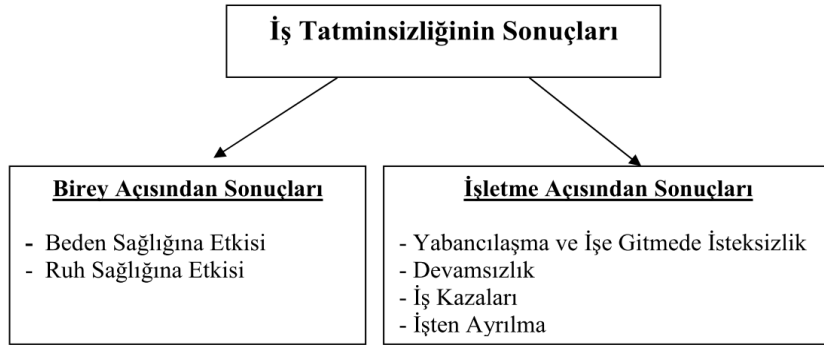 İş Tatminsizliğinin Sonuçları
Birey Açısından Sonuçları
- Beden Sağlığına Etkisi
- Ruh Sağlığına Etkisi
İşletme Açısından Sonuçları
- Yabancılaşma ve İşe Gitmede İsteksizlik
- Devamsızlık
- İş Kazaları
- İşten Ayrılma